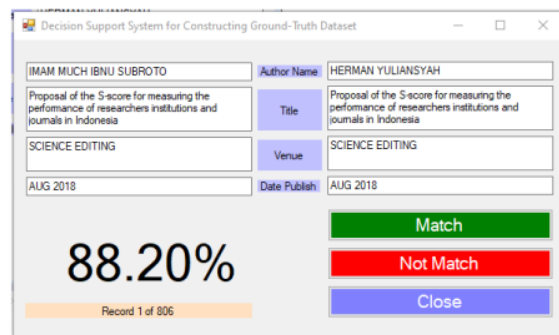 Decision Support System for Constructing Ground-Truth Dataset
IMAM MUCH IBNU SUBROTO
Author Name
HERMAN YULIANSYAH
Proposal of the S-score for measuring the
performance of researchers institutions and
journals in Indonesia
Title
Proposal of the S-score for measuring the
performance of researchers institutions and
journals in Indonesia
SCIENCE EDITING
Venue
SCIENCE EDITING
AUG 2018
Date Publish
AUG 2018
88.20%
Record 1 of 806
Match
Not Match
Close